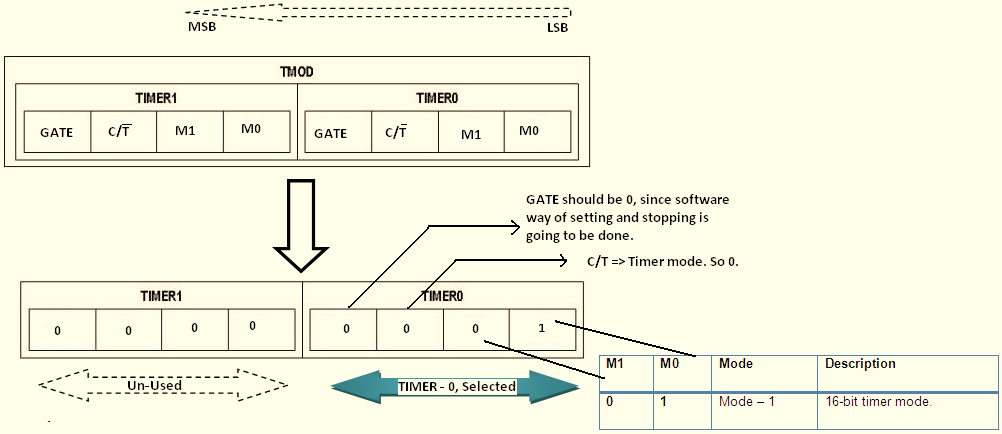 MSB LSB
TMOD
TIMER1 TIMER0
GATE C/T̅ M1 M0 GATE C/T̅ M1 M0
GATE should be 0, since software
way of setting and stopping is
going to be done.
C/T => Timer mode. So 0.
TIMER1 TIMER0
0 0 0 0 0 0 0 1
Un-Used TIMER - 0, Selected
M1 M0 Mode Description
0 1 Mode – 1 16-bit timer mode.